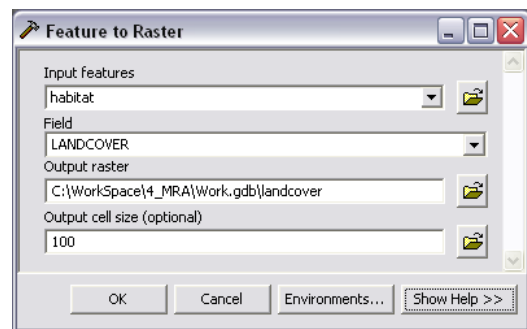 Feature to Raster
Input features
habitat
Field
LANDCOVER
Output raster
C:\WorkSpace\4_MRA\Work.gdb\landcover
Output cell size (optional)
100
OK Cancel Environments... Show Help >>